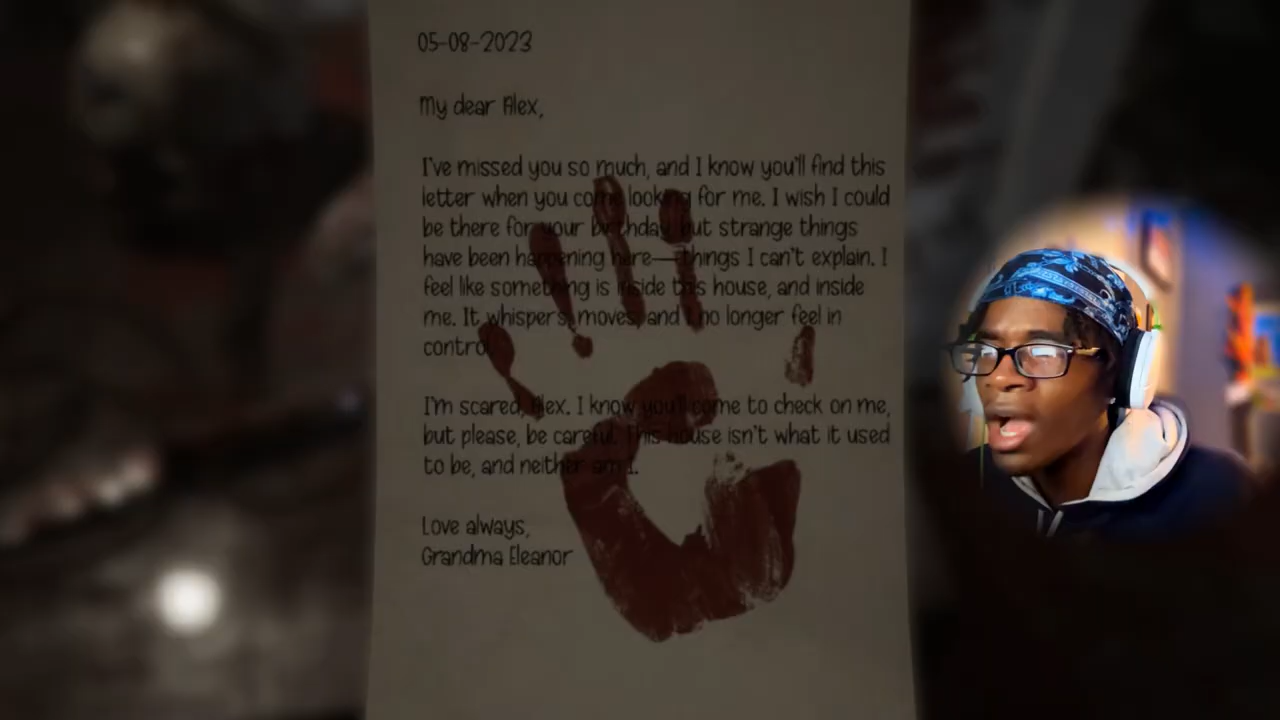 05-08-2023
My dear Alex,
I've missed you so much, and I know you'll find this
letter when you come looking for me. I wish I could
be there for your birthday, but strange things
have been happening here—things I can't explain. I
feel like something is inside this house, and inside
me. It whispers, moves, and I no longer feel in
control.
I'm scared, Alex. I know you'll come to check on me,
but please, be careful. This house isn't what it used
to be, and neither am I.
Love always,
Grandma Eleanor